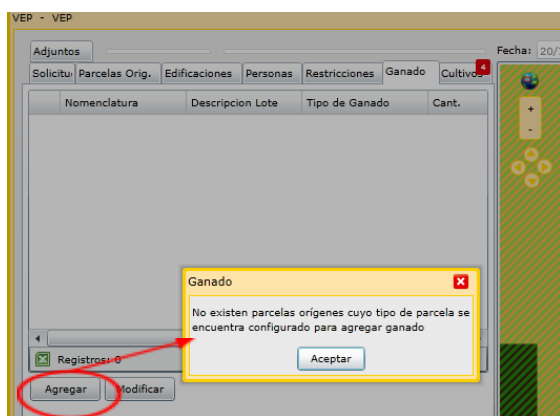 VEP - VEP
Adjuntos
Fecha: 20/
Solicitu Parcelas Orig. Edificaciones Personas Restricciones Ganado Cultivos 4
Nomenclatura Descripcion Lote Tipo de Ganado Cant.
+
-
Ganado
No existen parcelas orígenes cuyo tipo de parcela se
encuentra configurado para agregar ganado
Aceptar
Registros: 0
Agregar Modificar